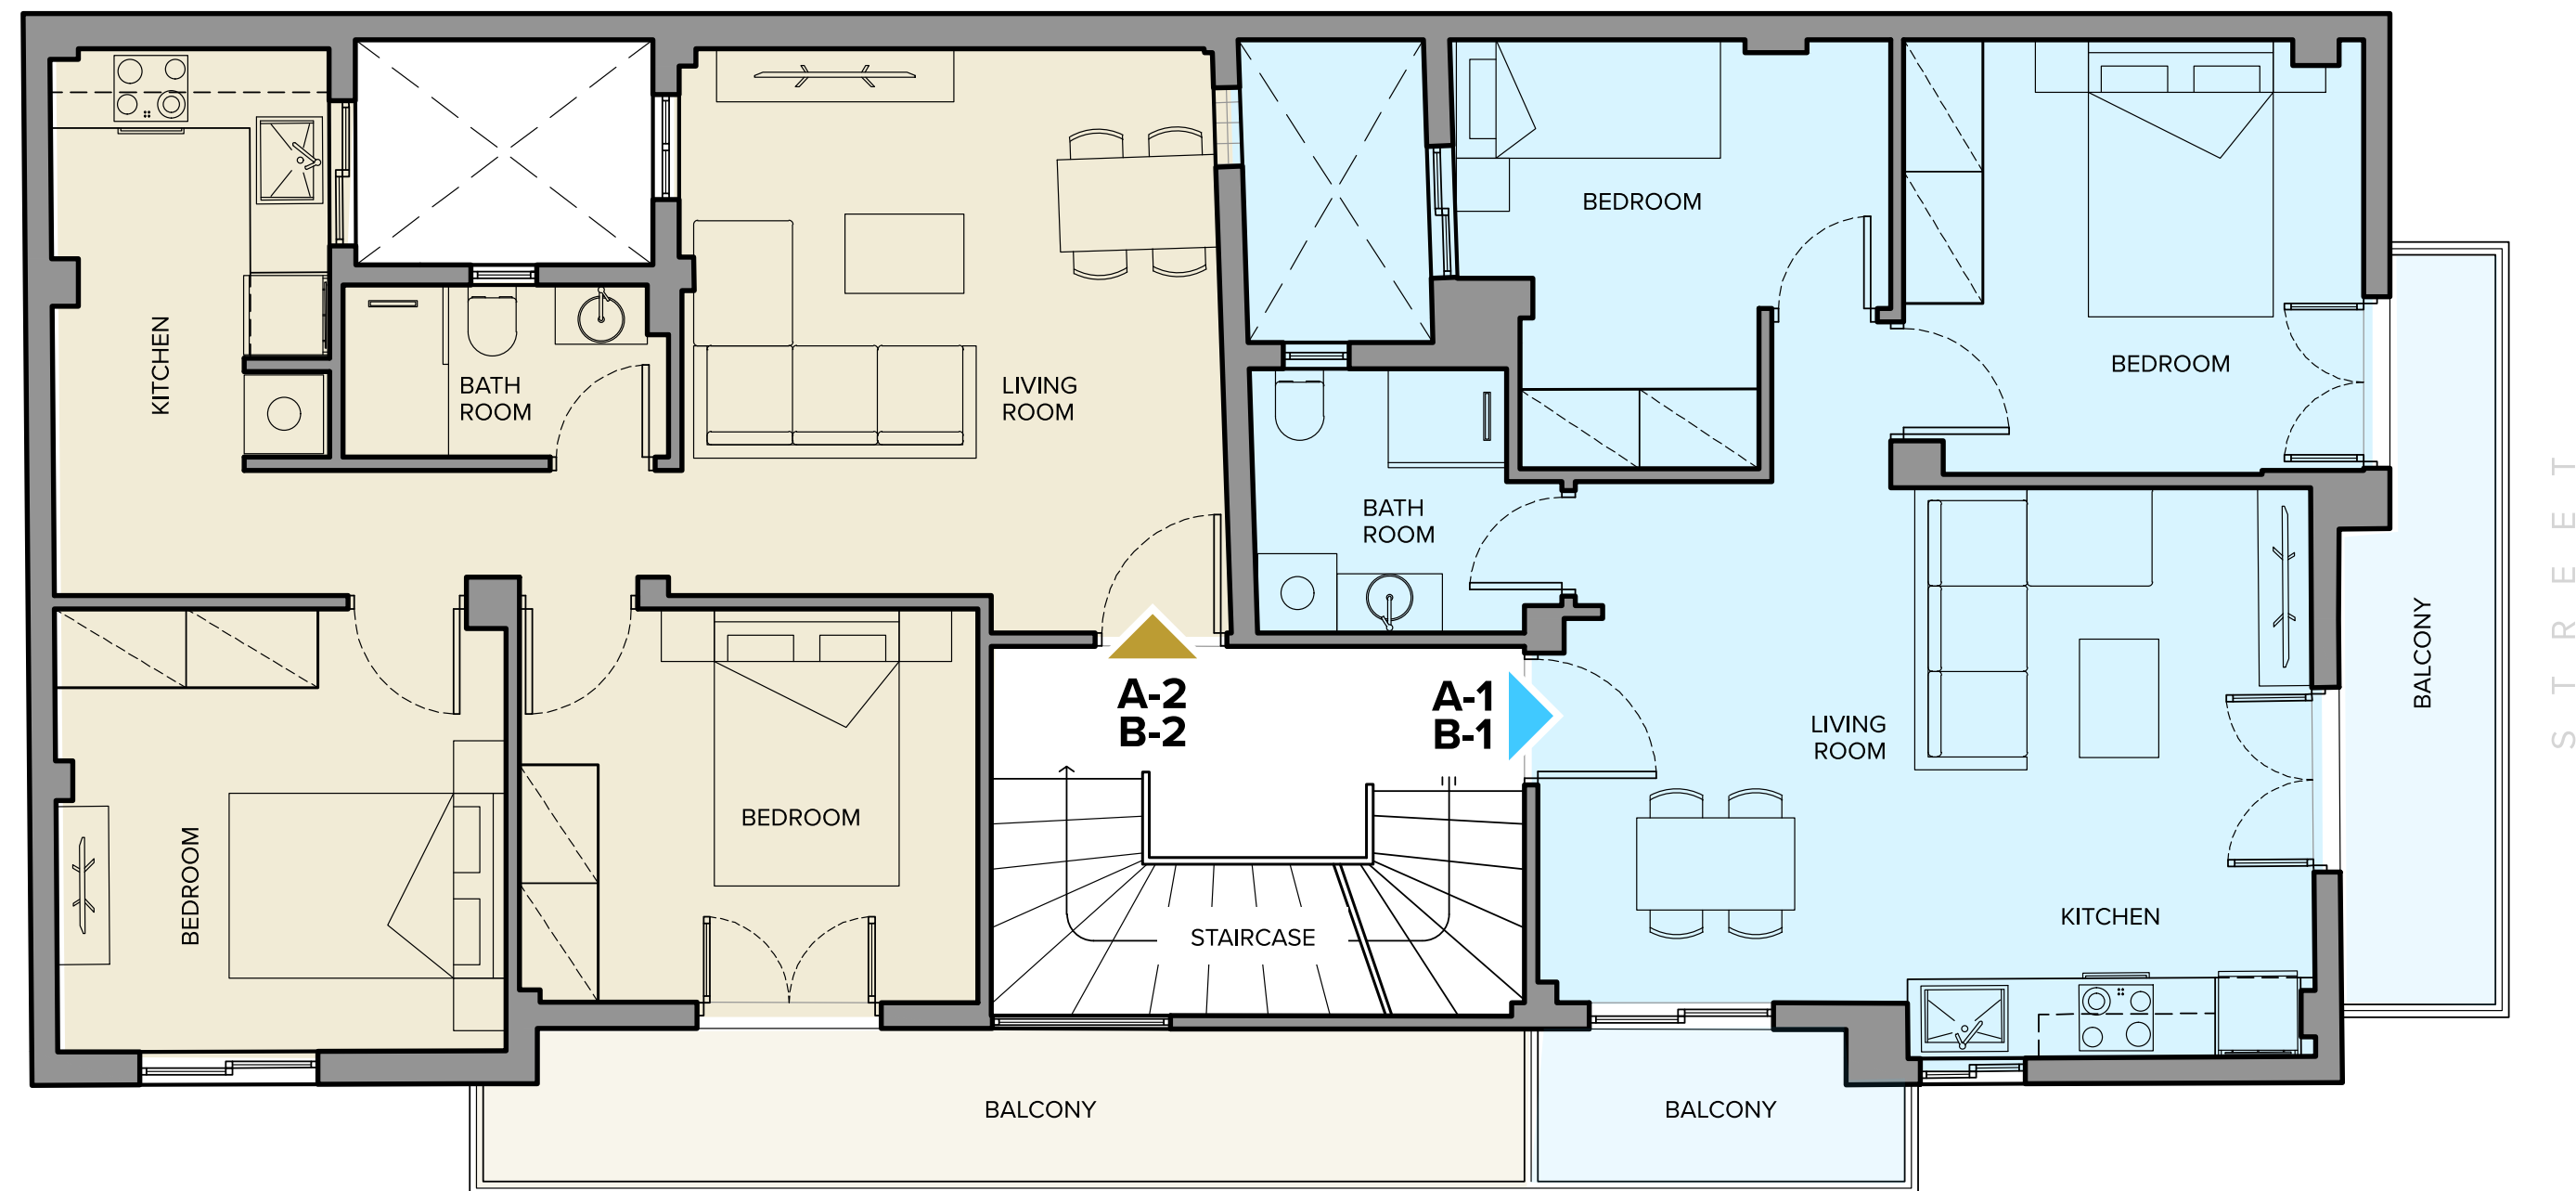 KITCHEN
BATH
ROOM
LIVING
ROOM
BEDROOM
BEDROOM
BATH
ROOM
BEDROOM
BEDROOM
A-2
B-2
A-1
B-1
STAIRCASE
LIVING
ROOM
KITCHEN
BALCONY
BALCONY
BALCONY
STREET